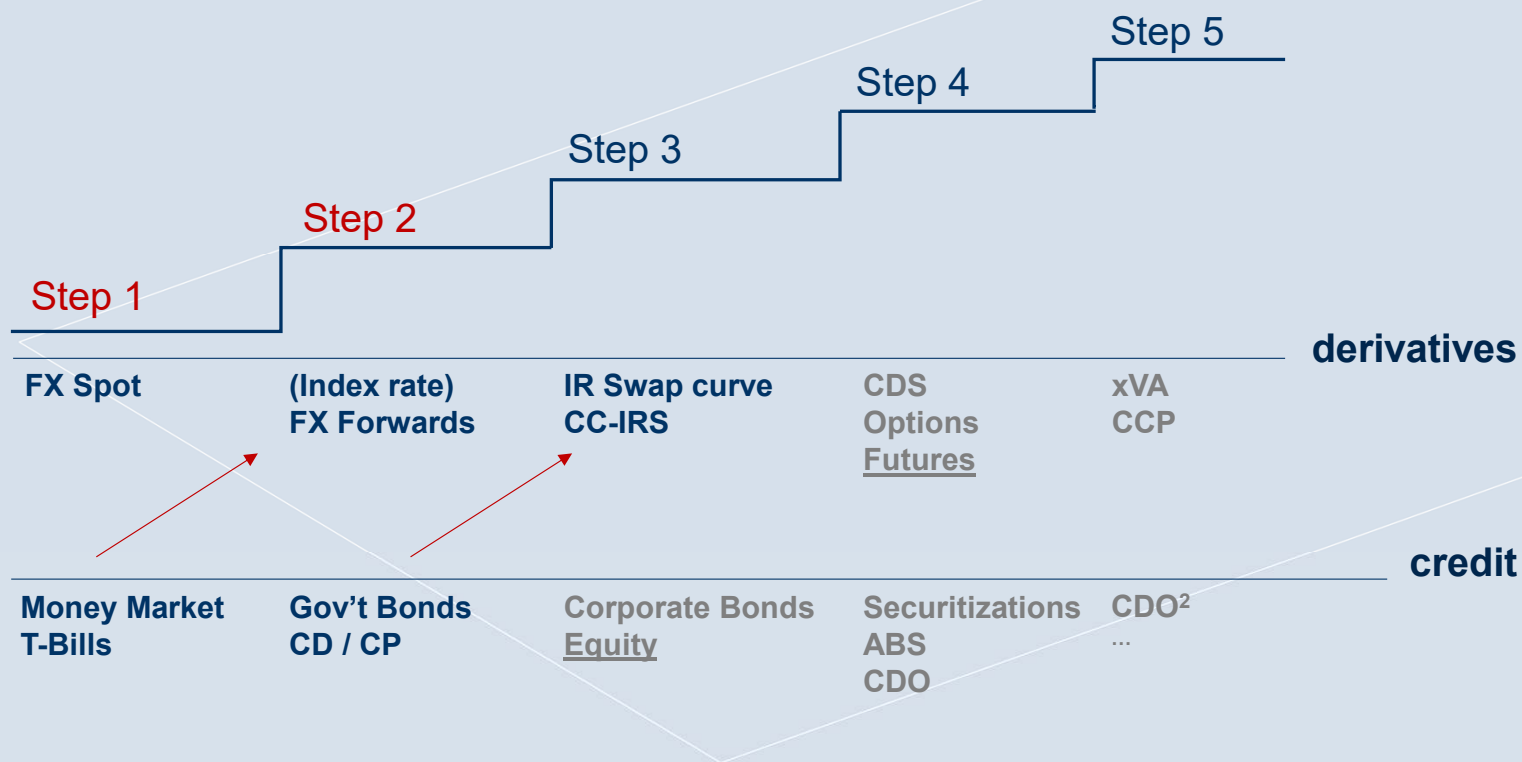 Step 5
Step 4
Step 3
Step 2
Step 1
derivatives
FX Spot
(Index rate)
FX Forwards
IR Swap curve
CC-IRS
CDS
Options
Futures
xVA
CCP
credit
Money Market
T-Bills
Gov’t Bonds
CD / CP
Corporate Bonds
Equity
Securitizations
ABS
CDO
CDO²
...